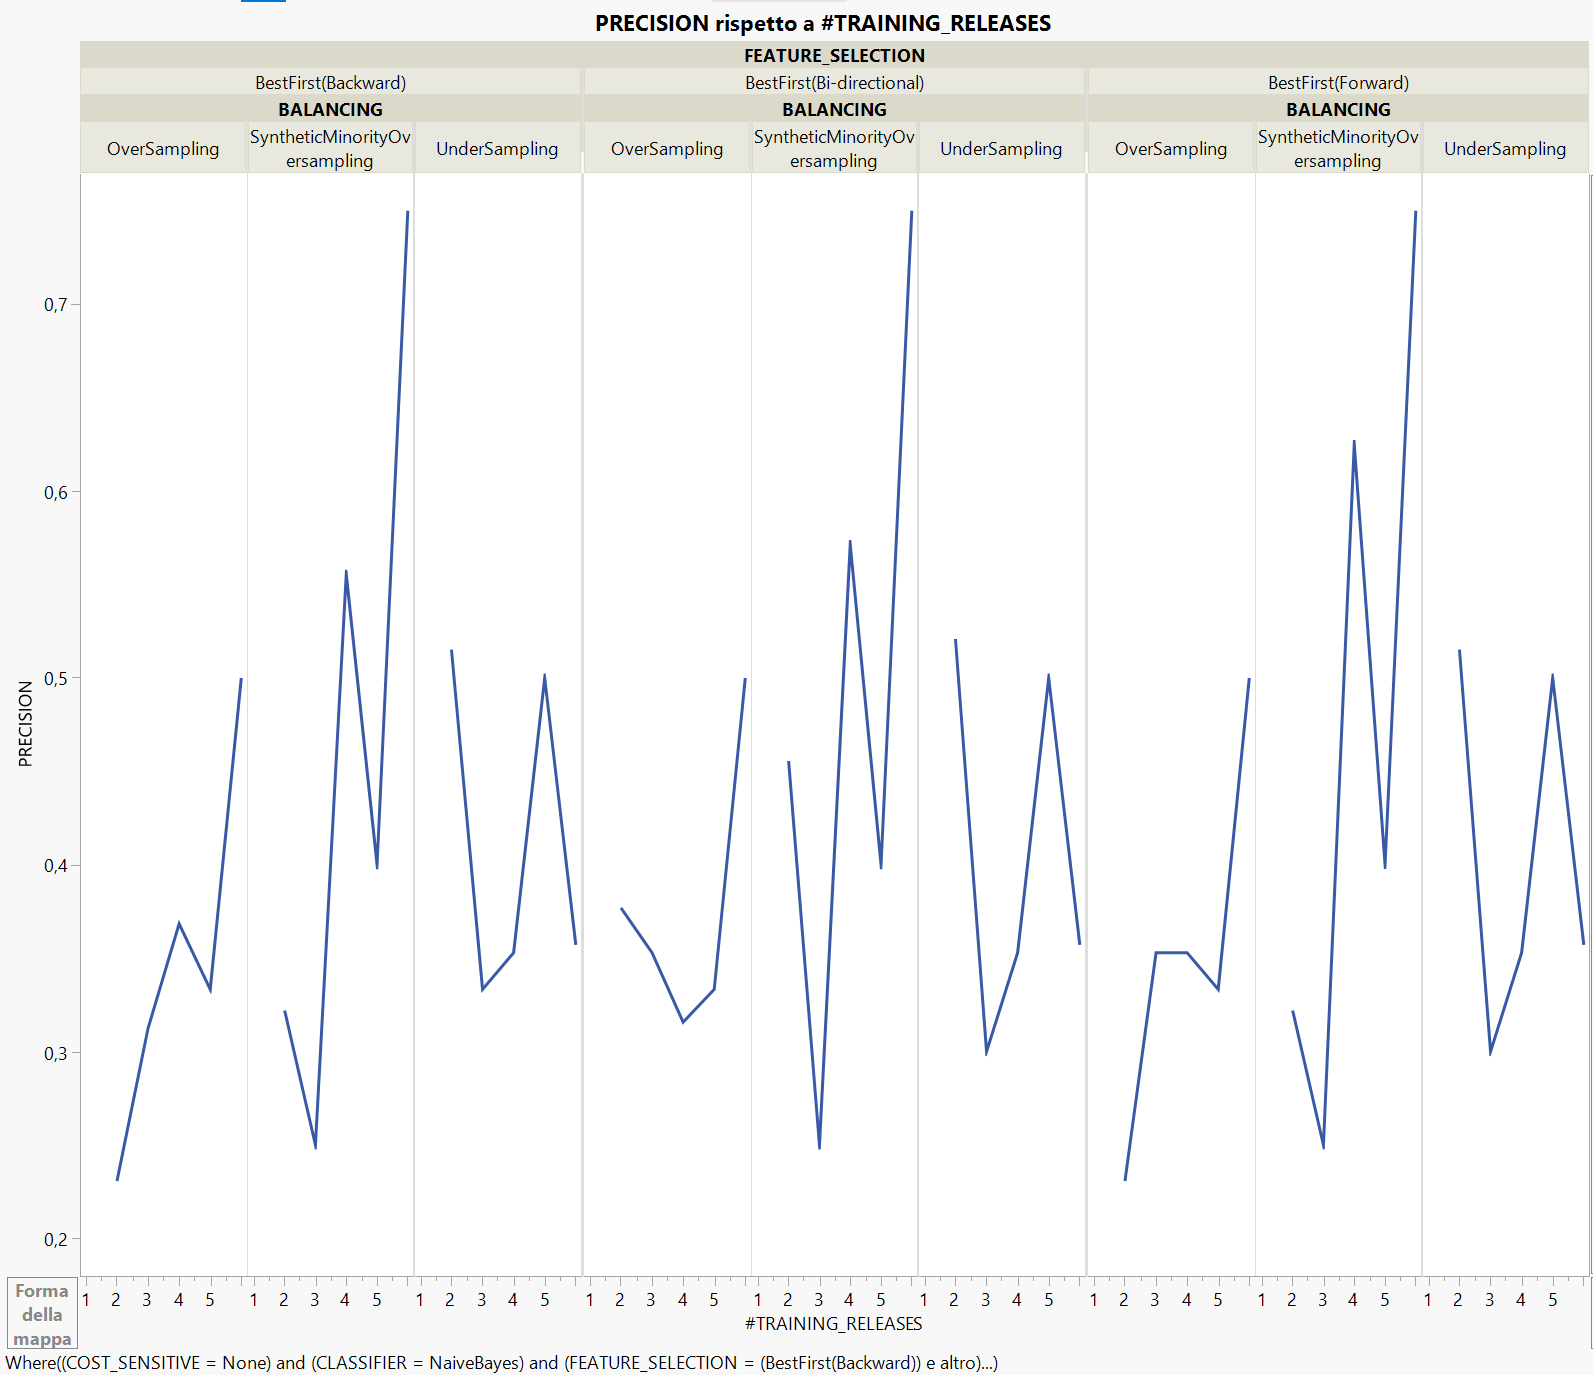 PRECISION rispetto a #TRAINING_RELEASES
FEATURE_SELECTION
BestFirst(Backward) BestFirst(Bi-directional) BestFirst(Forward)
BALANCING BALANCING BALANCING
OverSampling SyntheticMinorityOv UnderSampling OverSampling SyntheticMinorityOv UnderSampling OverSampling SyntheticMinorityOv UnderSampling
ersampling ersampling ersampling
0,7
0,6
0,5
0,4
0,3
0,2
PRECISION
1 2 3 4 5 1 2 3 4 5 1 2 3 4 5 1 2 3 4 5 1 2 3 4 5 1 2 3 4 5 1 2 3 4 5 1 2 3 4 5 1 2 3 4 5
#TRAINING_RELEASES
Forma
della
mappa
Where((COST_SENSITIVE = None) and (CLASSIFIER = NaiveBayes) and (FEATURE_SELECTION = (BestFirst(Backward)) e altro)...)